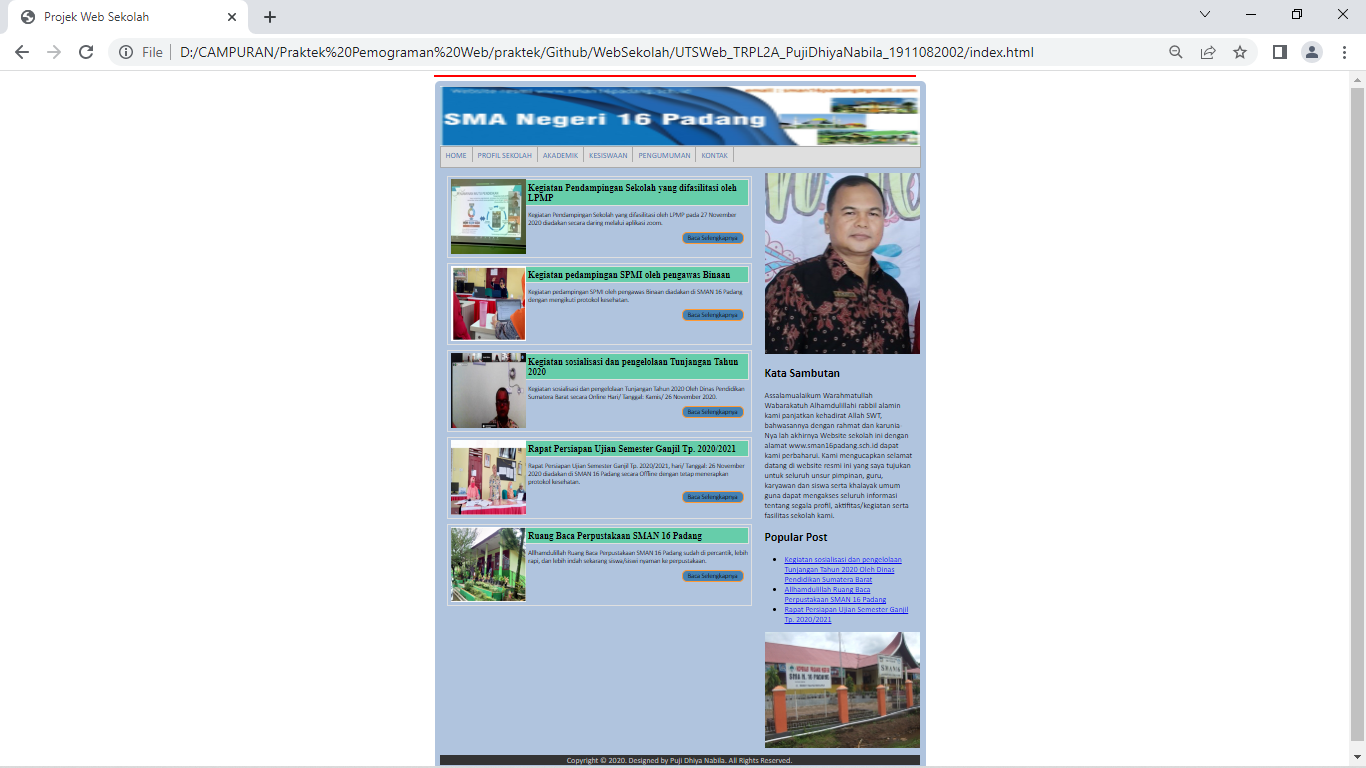 Projek Web Sekolah
File | D:/CAMPURAN/Praktek%20Pemograman%20Web/praktek/Github/WebSekolah/UTSWeb_TRPL2A_PujiDhiyaNabila_1911082002/index.html
SMA Negeri 16 Padang
HOME PROFIL SEKOLAH AKADEMIK KESISWAAN PENGUMUMAN KONTAK
Kegiatan Pendampingan Sekolah yang difasilitasi oleh
LPMP
Kegiatan Pendampingan Sekolah yang difasilitasi oleh LPMP pada 27 November
2020 diadakan secara daring melalui aplikasi zoom.
Baca Selengkapnya
Kegiatan pedampingan SPMI oleh pengawas Binaan
Kegiatan pedampingan SPMI oleh pengawas Binaan diadakan di SMAN 16 Padang
dengan mengikuti protokol kesehatan.
Baca Selengkapnya
Kegiatan sosialisasi dan pengelolaan Tunjangan Tahun
2020
Kegiatan sosialisasi dan pengelolaan Tunjangan Tahun 2020 Oleh Dinas Pendidikan
Sumatera Barat secara Online Hari/ Tanggal: Kamis/ 26 November 2020.
Baca Selengkapnya
Rapat Persiapan Ujian Semester Ganjil Tp. 2020/2021
Rapat Persiapan Ujian Semester Ganjil Tp. 2020/2021, hari/ Tanggal: 26 November
2020 diadakan di SMAN 16 Padang secara Offline dengan tetap menerapkan
protokol kesehatan.
Baca Selengkapnya
Ruang Baca Perpustakaan SMAN 16 Padang
Allhamdulillah Ruang Baca Perpustakaan SMAN 16 Padang sudah di percantik, lebih
rapi, dan lebih indah sekarang siswa/siswi nyaman ke perpustakaan.
Baca Selengkapnya
Kata Sambutan
Assalamualaikum Warahmatullah
Wabarakatuh Alhamdulillahi rabbil alamin
kami panjatkan kehadirat Allah SWT,
bahwasannya dengan rahmat dan karunia
Nya lah akhirnya Website sekolah ini dengan
alamat www.sman16padang.sch.id dapat
kami perbaharui. Kami mengucapkan selamat
datang di website resmi ini yang saya tujukan
untuk seluruh unsur pimpinan, guru,
karyawan dan siswa serta khalayak umum
guna dapat mengakses seluruh informasi
tentang segala profil, aktifitas/kegiatan serta
fasilitas sekolah kami.
Popular Post
Kegiatan sosialisasi dan pengelolaan
Tunjangan Tahun 2020 Oleh Dinas
Pendidikan Sumatera Barat
Allhamdulillah Ruang Baca
Perpustakaan SMAN 16 Padang
Rapat Persiapan Ujian Semester Ganjil
Tp. 2020/2021
SMA N. 16 PADANG
Copyright © 2020. Designed by Puji Dhiya Nabila. All Rights Reserved.